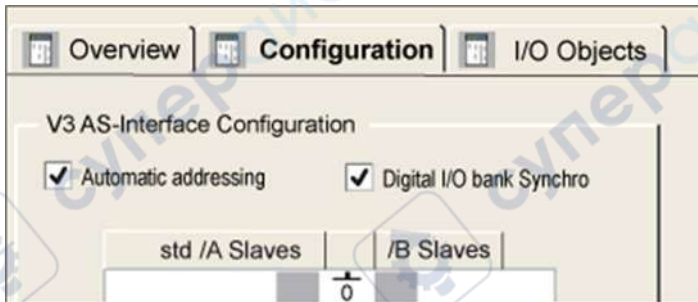 Overview Configuration I/O Objects
V3 AS-Interface Configuration
Automatic addressing Digital I/O bank Synchro
std /A Slaves /B Slaves
0